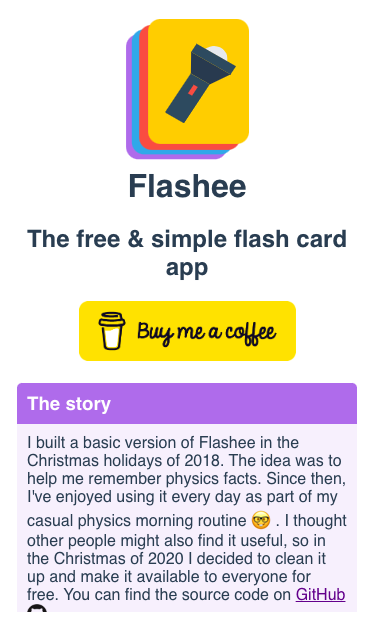 Flashee
The free & simple flash card
app
Buy me a coffee
The story
I built a basic version of Flashee in the
Christmas holidays of 2018. The idea was to
help me remember physics facts. Since then,
I've enjoyed using it every day as part of my
casual physics morning routine 🤓 . I thought
other people might also find it useful, so in
the Christmas of 2020 I decided to clean it
up and make it available to everyone for
free. You can find the source code on GitHub